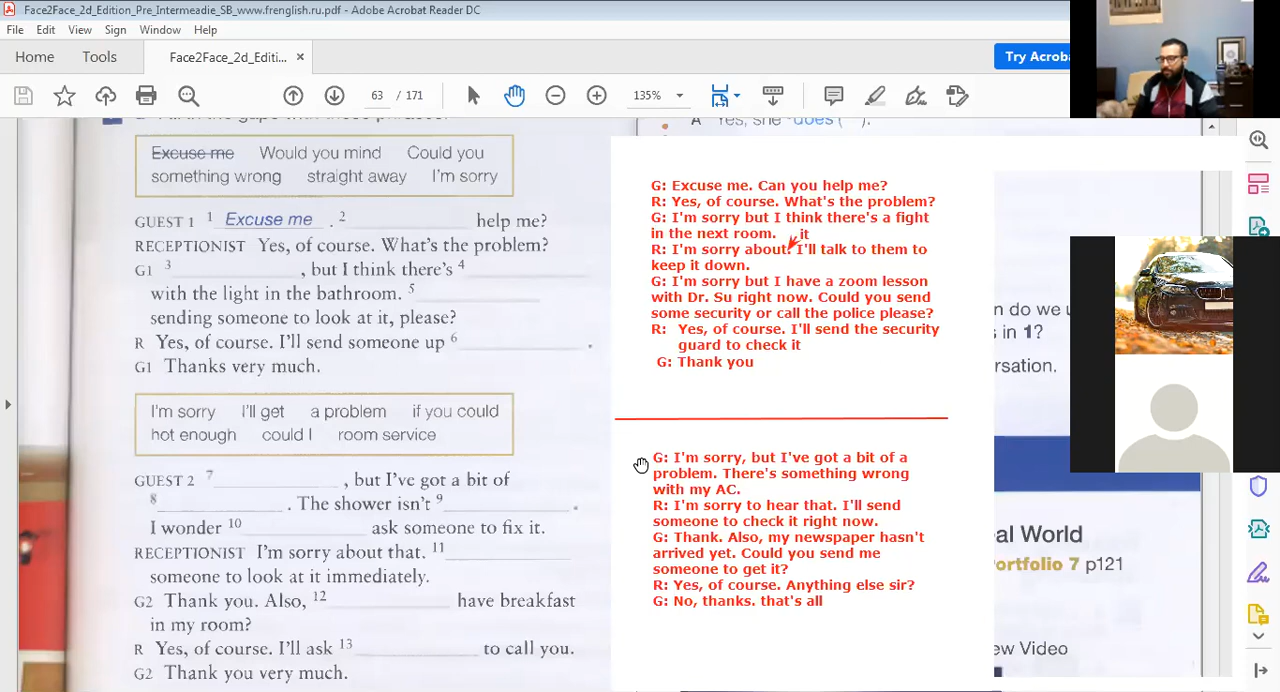 Face2Face_2d_Edition_Pre_Intermeadie_SB_www.frenglish.ru.pdf - Adobe Acrobat Reader DC
File Edit View Sign Window Help
Home Tools Face2Face_2d_Editi... × Try Acroba
63 / 171 135%
Excuse me Would you mind Could you
something wrong straight away I'm sorry
GUEST 1 1 Excuse me . 2 help me?
RECEPTIONIST Yes, of course. What's the problem?
G1 3 , but I think there's 4
with the light in the bathroom. 5
sending someone to look at it, please?
R Yes, of course. I'll send someone up 6 .
G1 Thanks very much.
I'm sorry I'll get a problem if you could
hot enough could I room service
GUEST 2 7 , but I've got a bit of
8 . The shower isn't 9 .
I wonder 10 ask someone to fix it.
RECEPTIONIST I'm sorry about that. 11
someone to look at it immediately.
G2 Thank you. Also, 12 have breakfast
in my room?
R Yes, of course. I'll ask 13 to call you.
G2 Thank you very much.
A Yes, she does ( ).
G: Excuse me. Can you help me?
R: Yes, of course. What's the problem?
G: I'm sorry but I think there's a fight
in the next room. it
R: I'm sorry about. I'll talk to them to
keep it down.
G: I'm sorry but I have a zoom lesson
with Dr. Su right now. Could you send
some security or call the police please?
R: Yes, of course. I'll send the security
guard to check it
G: Thank you
G: I'm sorry, but I've got a bit of a
problem. There's something wrong
with my AC.
R: I'm sorry to hear that. I'll send
someone to check it right now.
G: Thank. Also, my newspaper hasn't
arrived yet. Could you send me
someone to get it?
R: Yes, of course. Anything else sir?
G: No, thanks. that's all
n do we u
s in 1?
rsation.
al World
ortfolio 7 p121
ew Video